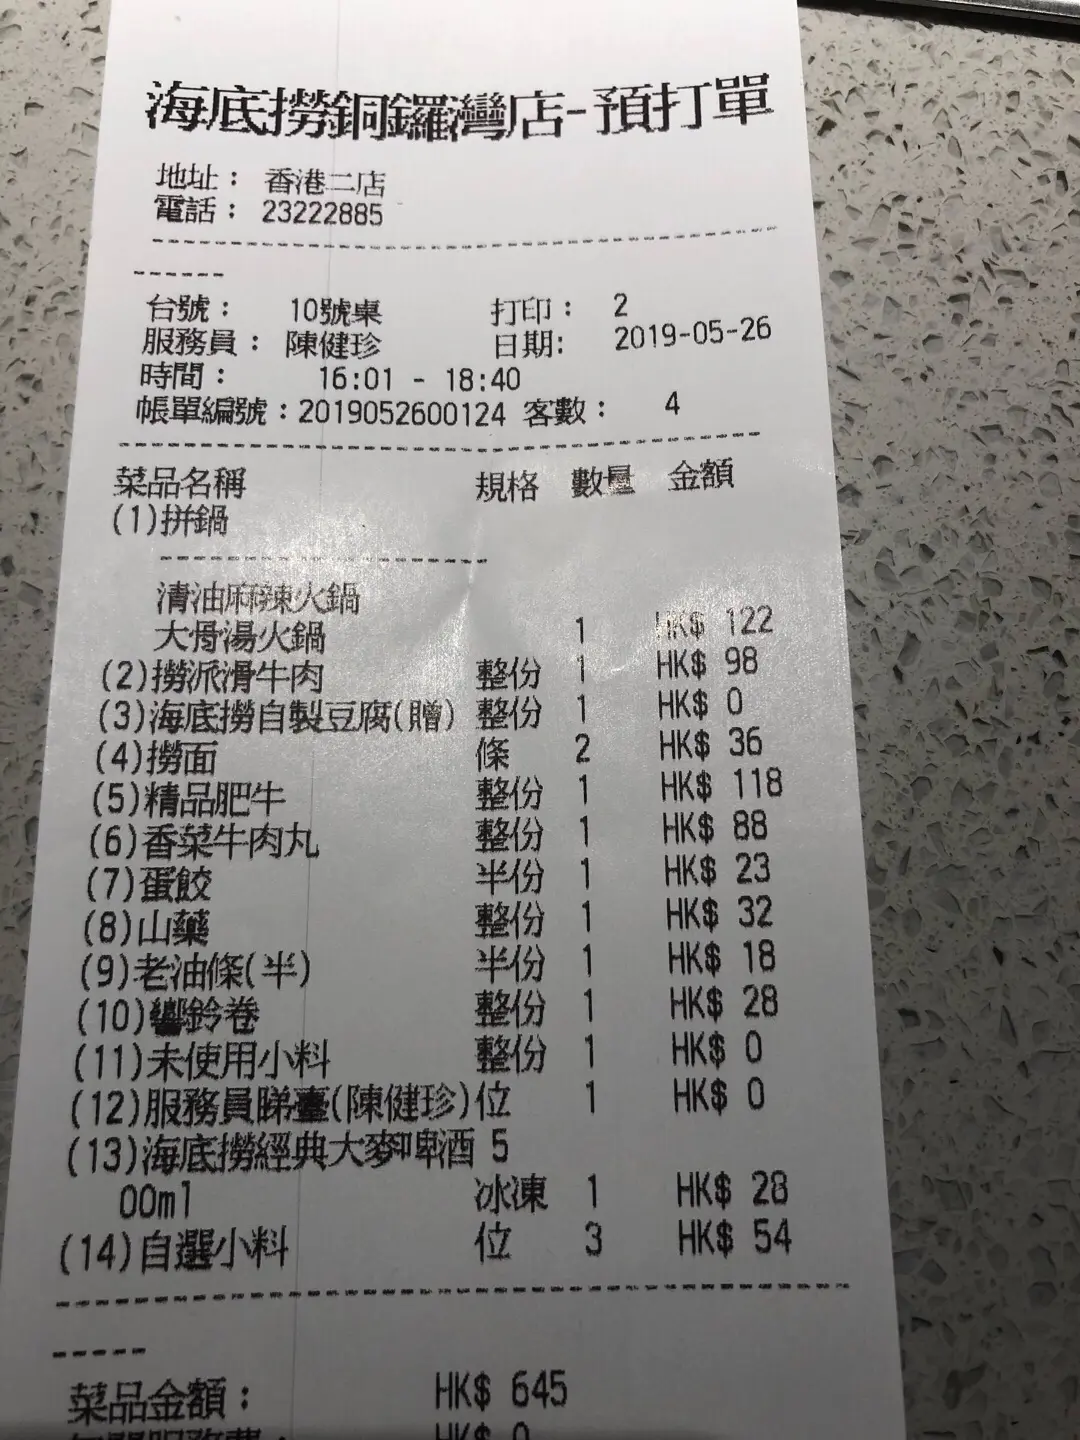 海底撈銅鑼灣店-預打單
地址： 香港二店
電話： 23222885
台號： 10號桌 打印： 2
服務員： 陳健珍 日期: 2019-05-26
時間： 16:01 - 18:40
帳單編號：2019052600124 客數： 4
菜品名稱 規格 數量 金額
(1)拼鍋
清油麻辣火鍋
大骨湯火鍋 1 HK$ 122
(2)撈派滑牛肉 整份 1 HK$ 98
(3)海底撈自製豆腐(贈) 整份 1 HK$ 0
(4)撈面 條 2 HK$ 36
(5)精品肥牛 整份 1 HK$ 118
(6)香菜牛肉丸 整份 1 HK$ 88
(7)蛋餃 半份 1 HK$ 23
(8)山藥 整份 1 HK$ 32
(9)老油條(半) 半份 1 HK$ 18
(10)響鈴卷 整份 1 HK$ 28
(11)未使用小料 整份 1 HK$ 0
(12)服務員睇臺(陳健珍)位 1 HK$ 0
(13)海底撈經典大麥啤酒 5
00ml 冰凍 1 HK$ 28
(14)自選小料 位 3 HK$ 54
菜品金額： HK$ 645
HK$ 0